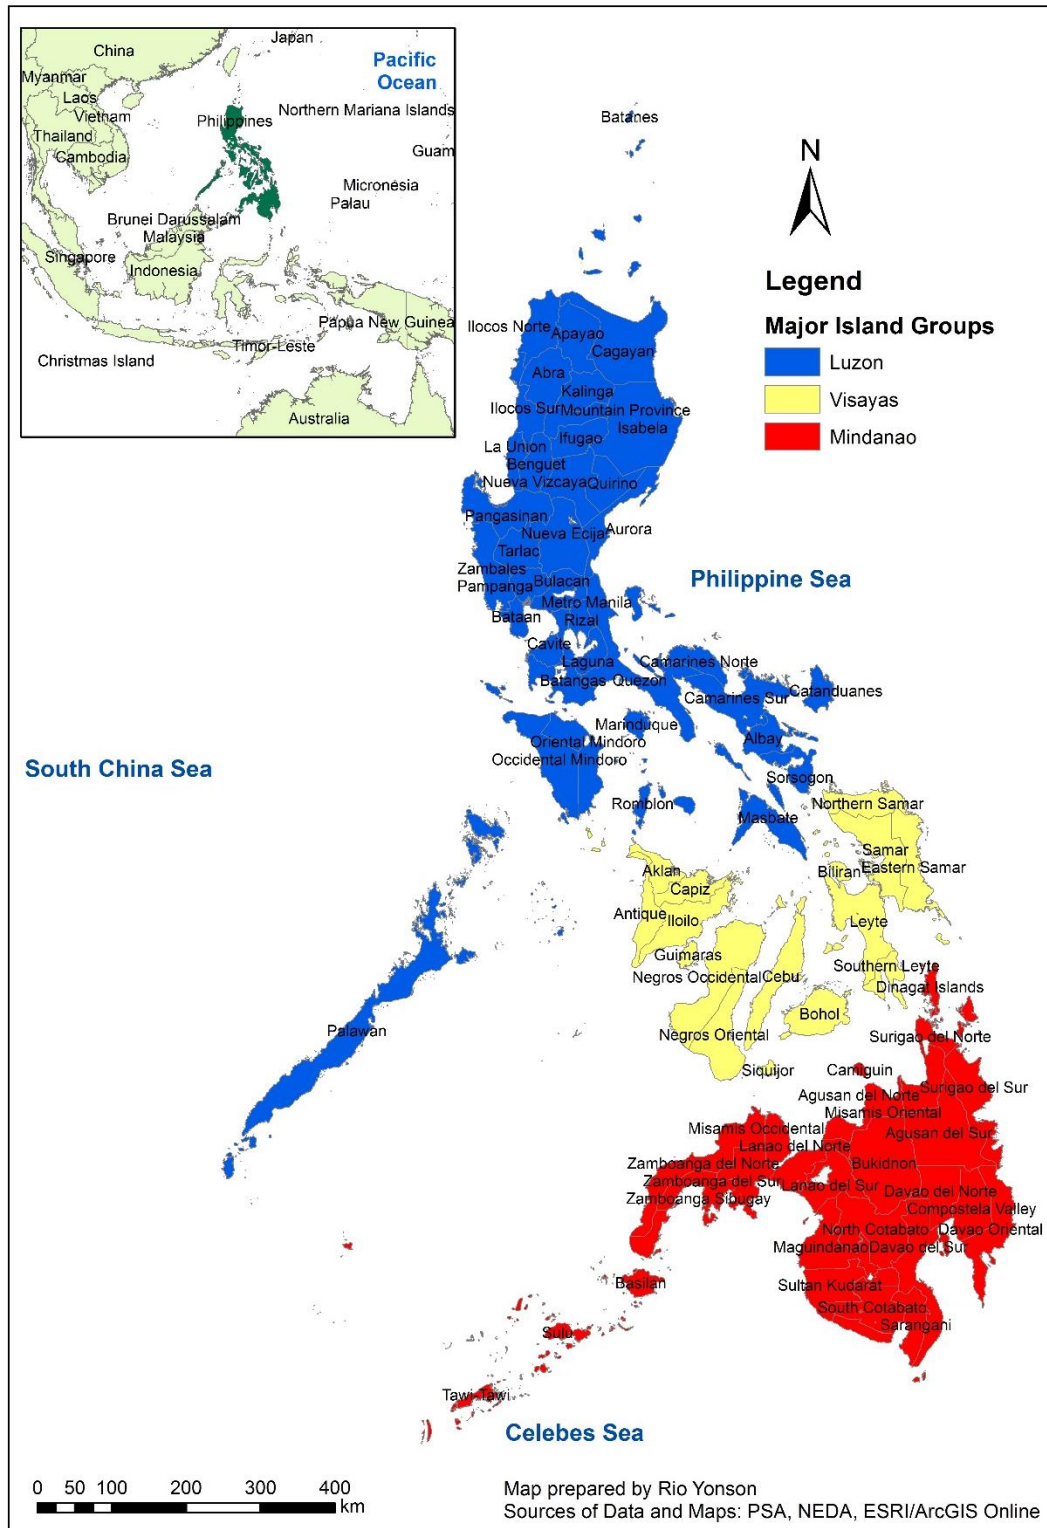 China
Japan
Pacific
Ocean
Myanmar
Laos
Vietnam
Thailand
Cambodia
Philippines
Northern Mariana Islands
Guam
Micronesia
Palau
Brunei Darussalam
Malaysia
Singapore
Indonesia
Papua New Guinea
Timor-Leste
Christmas Island
Australia
N
Legend
Major Island Groups
Luzon
Visayas
Mindanao
Batanes
Ilocos Norte
Apayao
Cagayan
Abra
Kalinga
Ilocos Sur
Mountain Province
Isabela
Ifugao
La Union
Benguet
Nueva Vizcaya
Quirino
Pangasinan
Nueva Ecija
Aurora
Tarlac
Zambales
Pampanga
Bulacan
Metro Manila
Bataan
Rizal
Cavite
Laguna
Batangas
Quezon
Camarines Norte
Camarines Sur
Catanduanes
Marinduque
Albay
Oriental Mindoro
Occidental Mindoro
Sorsogon
Romblon
Masbate
Philippine Sea
South China Sea
Northern Samar
Samar
Eastern Samar
Biliran
Aklan
Capiz
Antique
Iloilo
Leyte
Guimaras
Negros Occidental
Cebu
Southern Leyte
Dinagat Islands
Bohol
Palawan
Negros Oriental
Siquijor
Surigao del Norte
Camiguin
Surigao del Sur
Agusan del Norte
Misamis Oriental
Misamis Occidental
Agusan del Sur
Lanao del Norte
Zamboanga del Norte
Bukidnon
Zamboanga del Sur
Lanao del Sur
Davao del Norte
Zamboanga Sibugay
Compostela Valley
North Cotabato
Davao Oriental
Maguindanao
Davao del Sur
Basilan
Sultan Kudarat
South Cotabato
Sarangani
Sulu
Tawi-Tawi
Celebes Sea
0 50 100 200 300 400
km
Map prepared by Rio Yonson
Sources of Data and Maps: PSA, NEDA, ESRI/ArcGIS Online